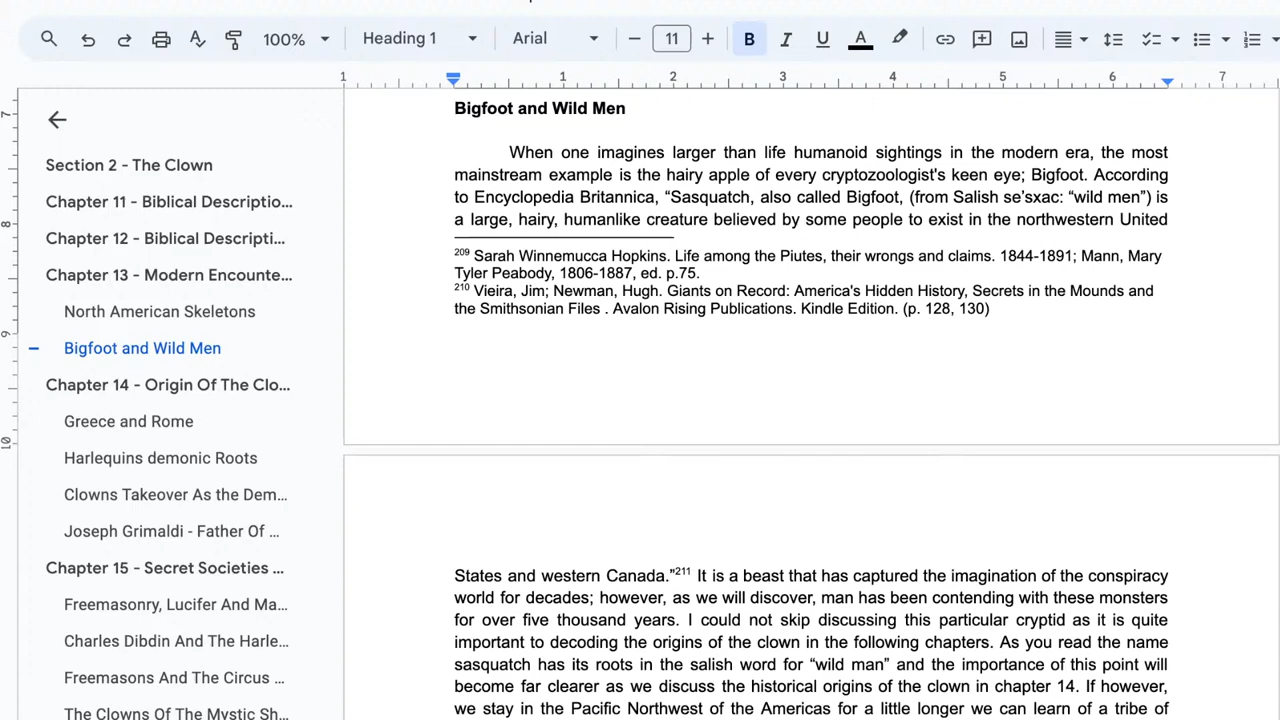 100%
Heading 1
Arial
11
B
I
U
A
1 1 2 3 4 5 6 7
7
8
9
10
Section 2 - The Clown
Chapter 11 - Biblical Descriptio...
Chapter 12 - Biblical Descripti...
Chapter 13 - Modern Encounte...
North American Skeletons
Bigfoot and Wild Men
Chapter 14 - Origin Of The Clo...
Greece and Rome
Harlequins demonic Roots
Clowns Takeover As the Dem...
Joseph Grimaldi - Father Of ...
Chapter 15 - Secret Societies ...
Freemasonry, Lucifer And Ma...
Charles Dibdin And The Harle...
Freemasons And The Circus ...
The Clowns Of The Mystic Sh...
Bigfoot and Wild Men
When one imagines larger than life humanoid sightings in the modern era, the most
mainstream example is the hairy apple of every cryptozoologist's keen eye; Bigfoot. According
to Encyclopedia Britannica, “Sasquatch, also called Bigfoot, (from Salish se’sxac: “wild men”) is
a large, hairy, humanlike creature believed by some people to exist in the northwestern United
209 Sarah Winnemucca Hopkins. Life among the Piutes, their wrongs and claims. 1844-1891; Mann, Mary
Tyler Peabody, 1806-1887, ed. p.75.
210 Vieira, Jim; Newman, Hugh. Giants on Record: America's Hidden History, Secrets in the Mounds and
the Smithsonian Files . Avalon Rising Publications. Kindle Edition. (p. 128, 130)
States and western Canada.”211 It is a beast that has captured the imagination of the conspiracy
world for decades; however, as we will discover, man has been contending with these monsters
for over five thousand years. I could not skip discussing this particular cryptid as it is quite
important to decoding the origins of the clown in the following chapters. As you read the name
sasquatch has its roots in the salish word for “wild man” and the importance of this point will
become far clearer as we discuss the historical origins of the clown in chapter 14. If however,
we stay in the Pacific Northwest of the Americas for a little longer we can learn of a tribe of